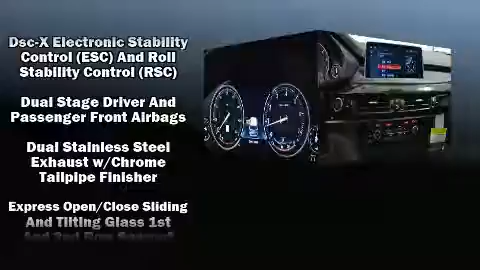 Dsc-X Electronic Stability
Control (ESC) And Roll
Stability Control (RSC)
Dual Stage Driver And
Passenger Front Airbags
Dual Stainless Steel
Exhaust w/Chrome
Tailpipe Finisher
Express Open/Close Sliding
And Tilting Glass 1st